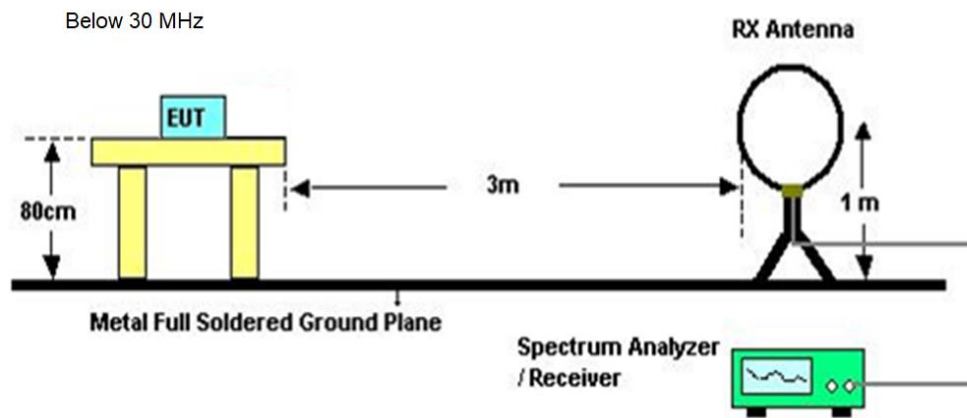 Below 30 MHz
RX Antenna
EUT
80cm
3m
1 m
Metal Full Soldered Ground Plane
Spectrum Analyzer
/ Receiver